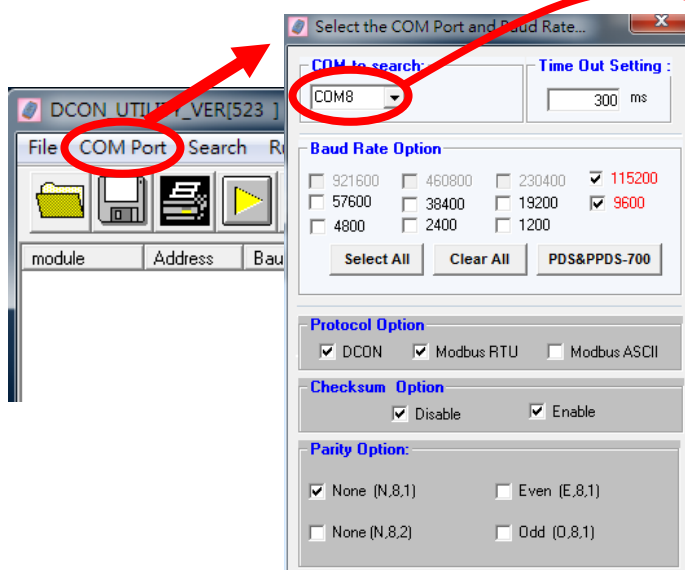 Select the COM Port and Baud Rate...
COM to search:
Time Out Setting :
COM8
300 ms
DCON_UTILITY_VER[523 ]
File COM Port Search
Baud Rate Option
921600 460800 230400 115200
57600 38400 19200 9600
4800 2400 1200
module Address
Select All Clear All PDS&PPDS-700
Protocol Option
DCON Modbus RTU Modbus ASCII
Checksum Option
Disable Enable
Parity Option:
None (N,8,1) Even (E,8,1)
None (N,8,2) Odd (O,8,1)